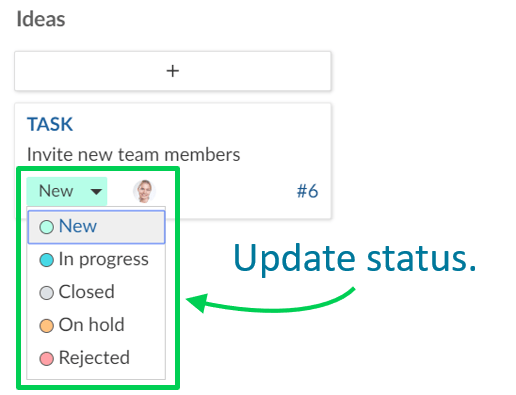 Ideas
+
TASK
Invite new team members
New
#6
New
In progress
Closed
On hold
Rejected
Update status.